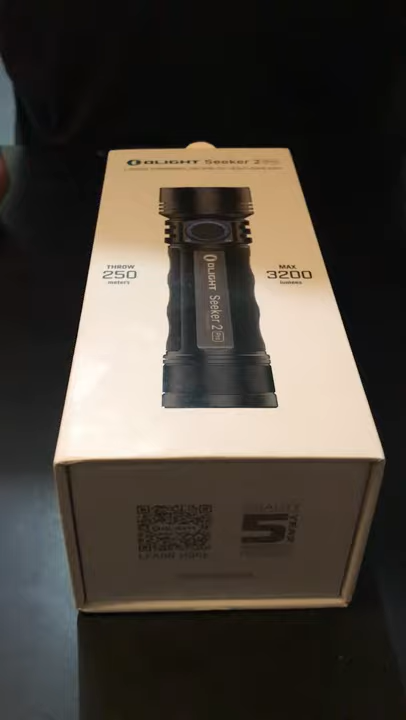 OLIGHT Seeker 2 Pro
THROW
250
meters
MAX
3200
lumens
OLIGHT Seeker 2 Pro
LEARN MORE
5